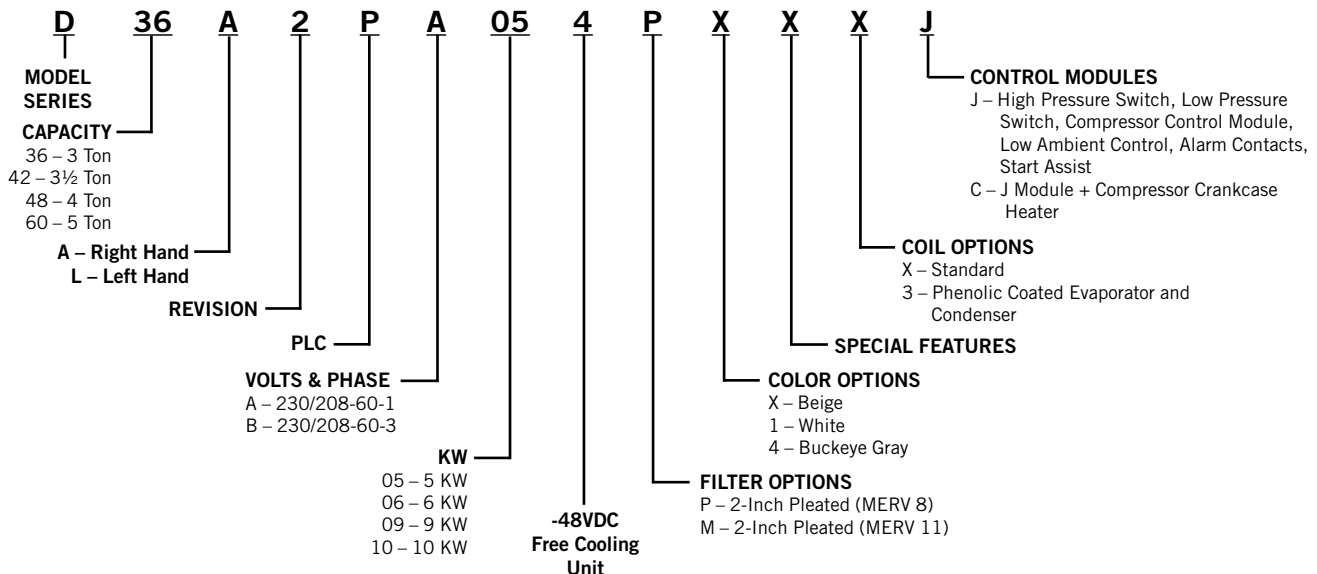 D 36 A 2 P A 05 4 P X X X J
MODEL
SERIES
CAPACITY
36 – 3 Ton
42 – 3½ Ton
48 – 4 Ton
60 – 5 Ton
A – Right Hand
L – Left Hand
REVISION
PLC
VOLTS & PHASE
A – 230/208-60-1
B – 230/208-60-3
KW
05 – 5 KW
06 – 6 KW
09 – 9 KW
10 – 10 KW
-48VDC
Free Cooling
Unit
FILTER OPTIONS
P – 2-Inch Pleated (MERV 8)
M – 2-Inch Pleated (MERV 11)
COLOR OPTIONS
X – Beige
1 – White
4 – Buckeye Gray
SPECIAL FEATURES
COIL OPTIONS
X – Standard
3 – Phenolic Coated Evaporator and
Condenser
CONTROL MODULES
J – High Pressure Switch, Low Pressure
Switch, Compressor Control Module,
Low Ambient Control, Alarm Contacts,
Start Assist
C – J Module + Compressor Crankcase
Heater